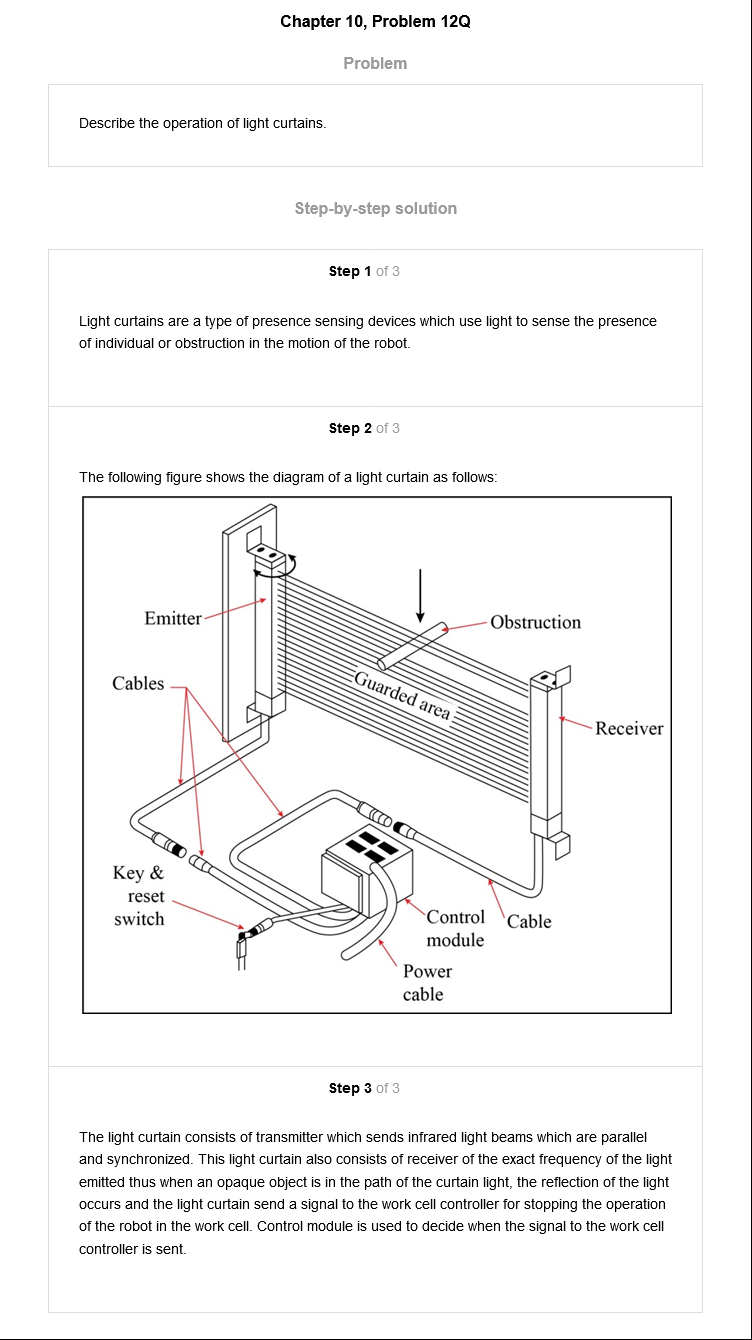 Chapter 10, Problem 12Q
Problem
Describe the operation of light curtains.
Step-by-step solution
Step 1 of 3
Light curtains are a type of presence sensing devices which use light to sense the presence
of individual or obstruction in the motion of the robot.
Step 2 of 3
The following figure shows the diagram of a light curtain as follows:
Emitter
Obstruction
Cables
Guarded area
Receiver
Key &
reset
switch
Control
module
Cable
Power
cable
Step 3 of 3
The light curtain consists of transmitter which sends infrared light beams which are parallel
and synchronized. This light curtain also consists of receiver of the exact frequency of the light
emitted thus when an opaque object is in the path of the curtain light, the reflection of the light
occurs and the light curtain send a signal to the work cell controller for stopping the operation
of the robot in the work cell. Control module is used to decide when the signal to the work cell
controller is sent.